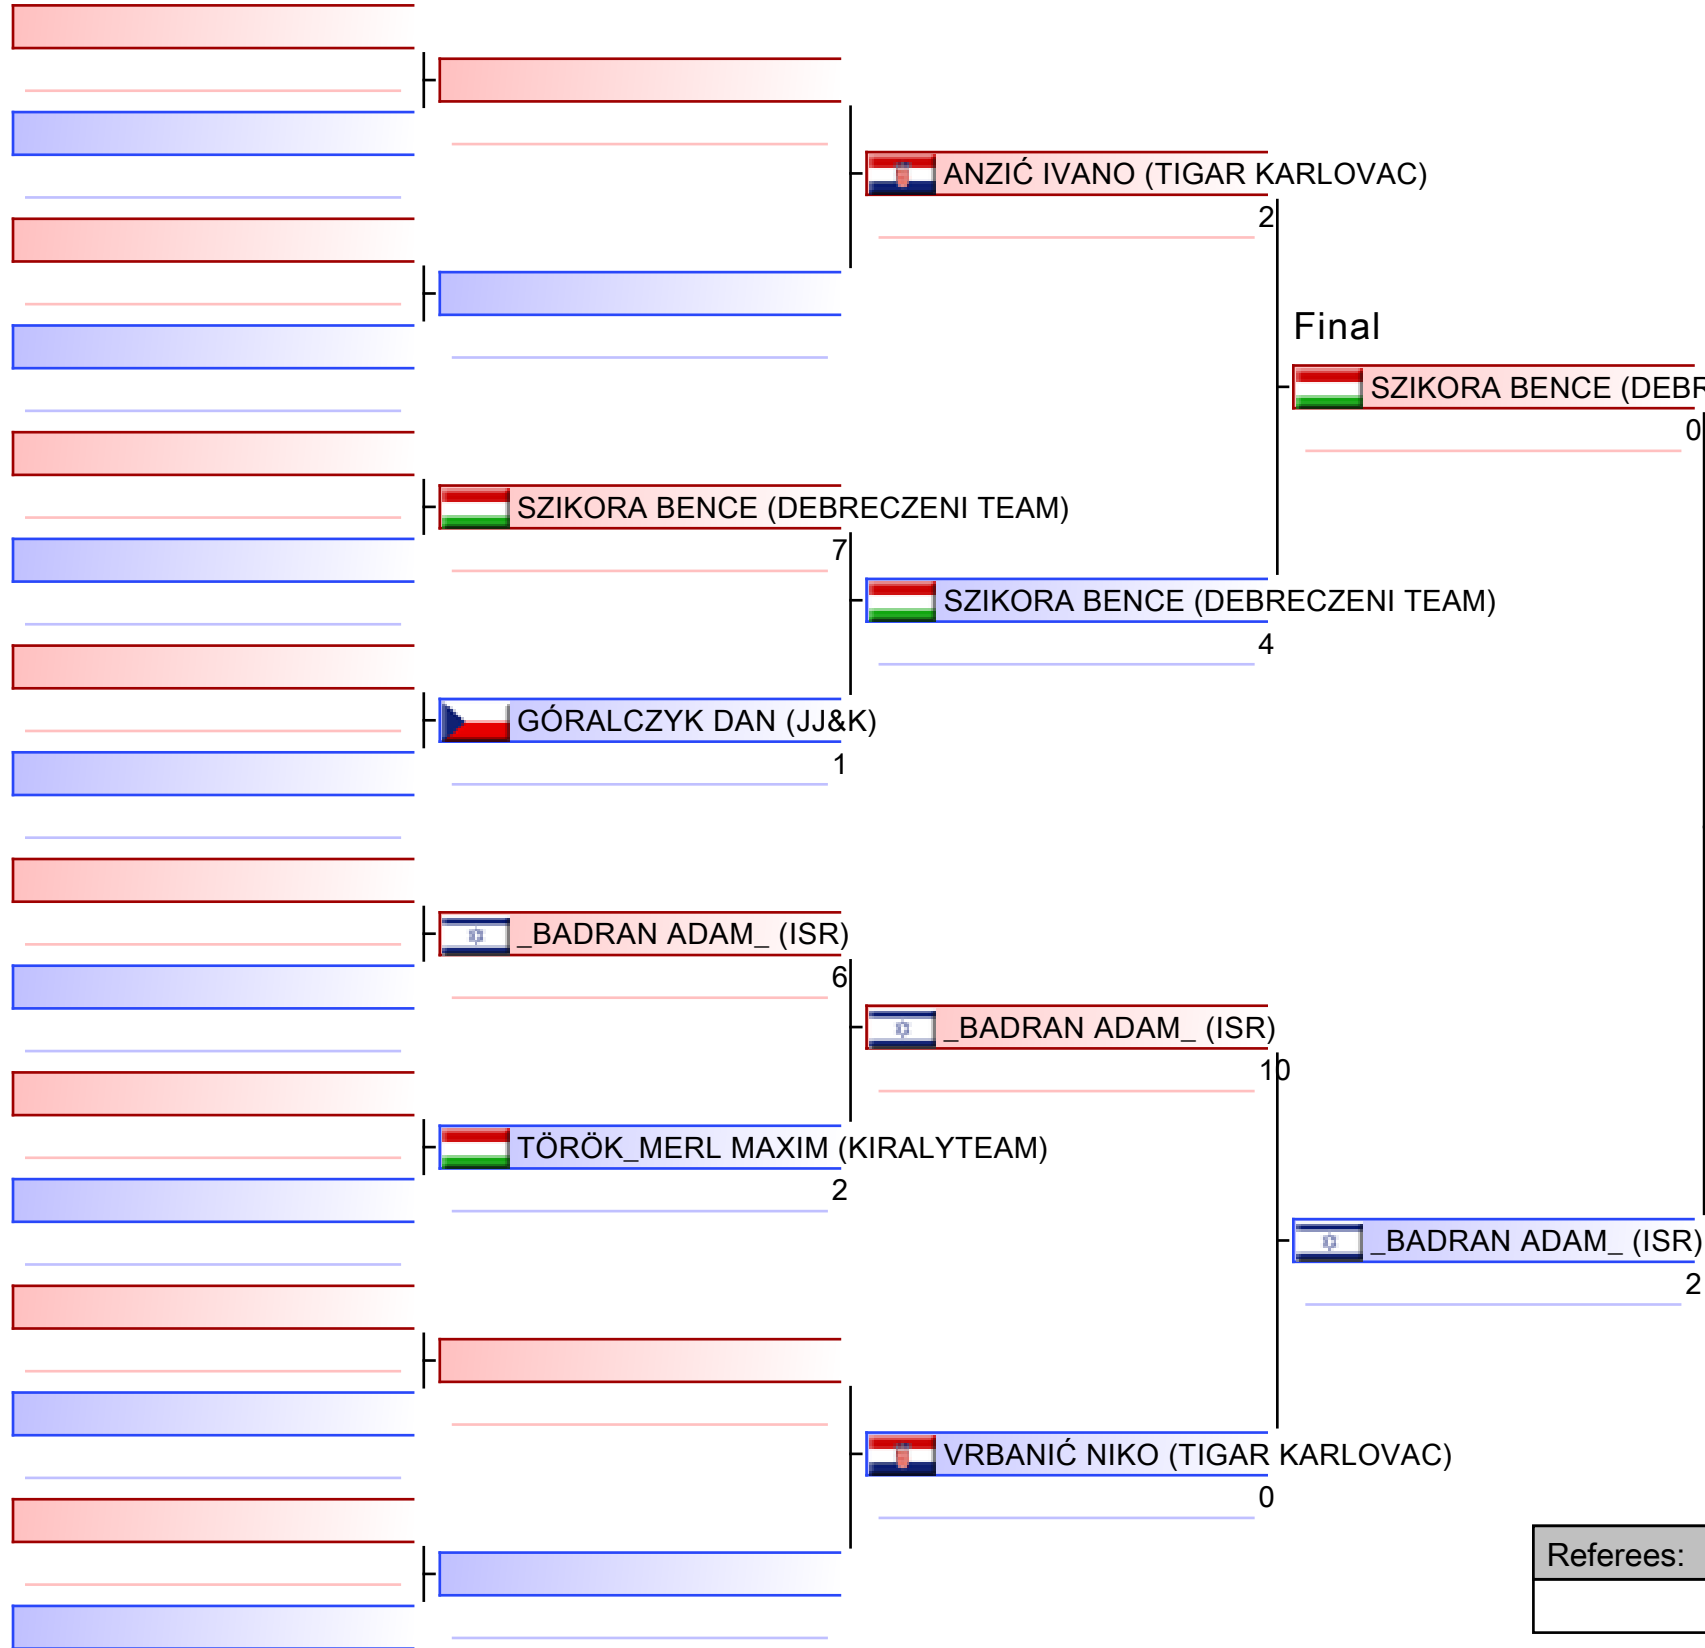 ANZIĆ IVANO (TIGAR KARLOVAC)
2
Final
SZIKORA BENCE (DEBR
0
SZIKORA BENCE (DEBRECZENI TEAM)
7
SZIKORA BENCE (DEBRECZENI TEAM)
4
GÓRALCZYK DAN (JJ&K)
1
_BADRAN ADAM_ (ISR)
6
_BADRAN ADAM_ (ISR)
10
TÖRÖK_MERL MAXIM (KIRALYTEAM)
2
_BADRAN ADAM_ (ISR)
2
VRBANIĆ NIKO (TIGAR KARLOVAC)
0
Referees: